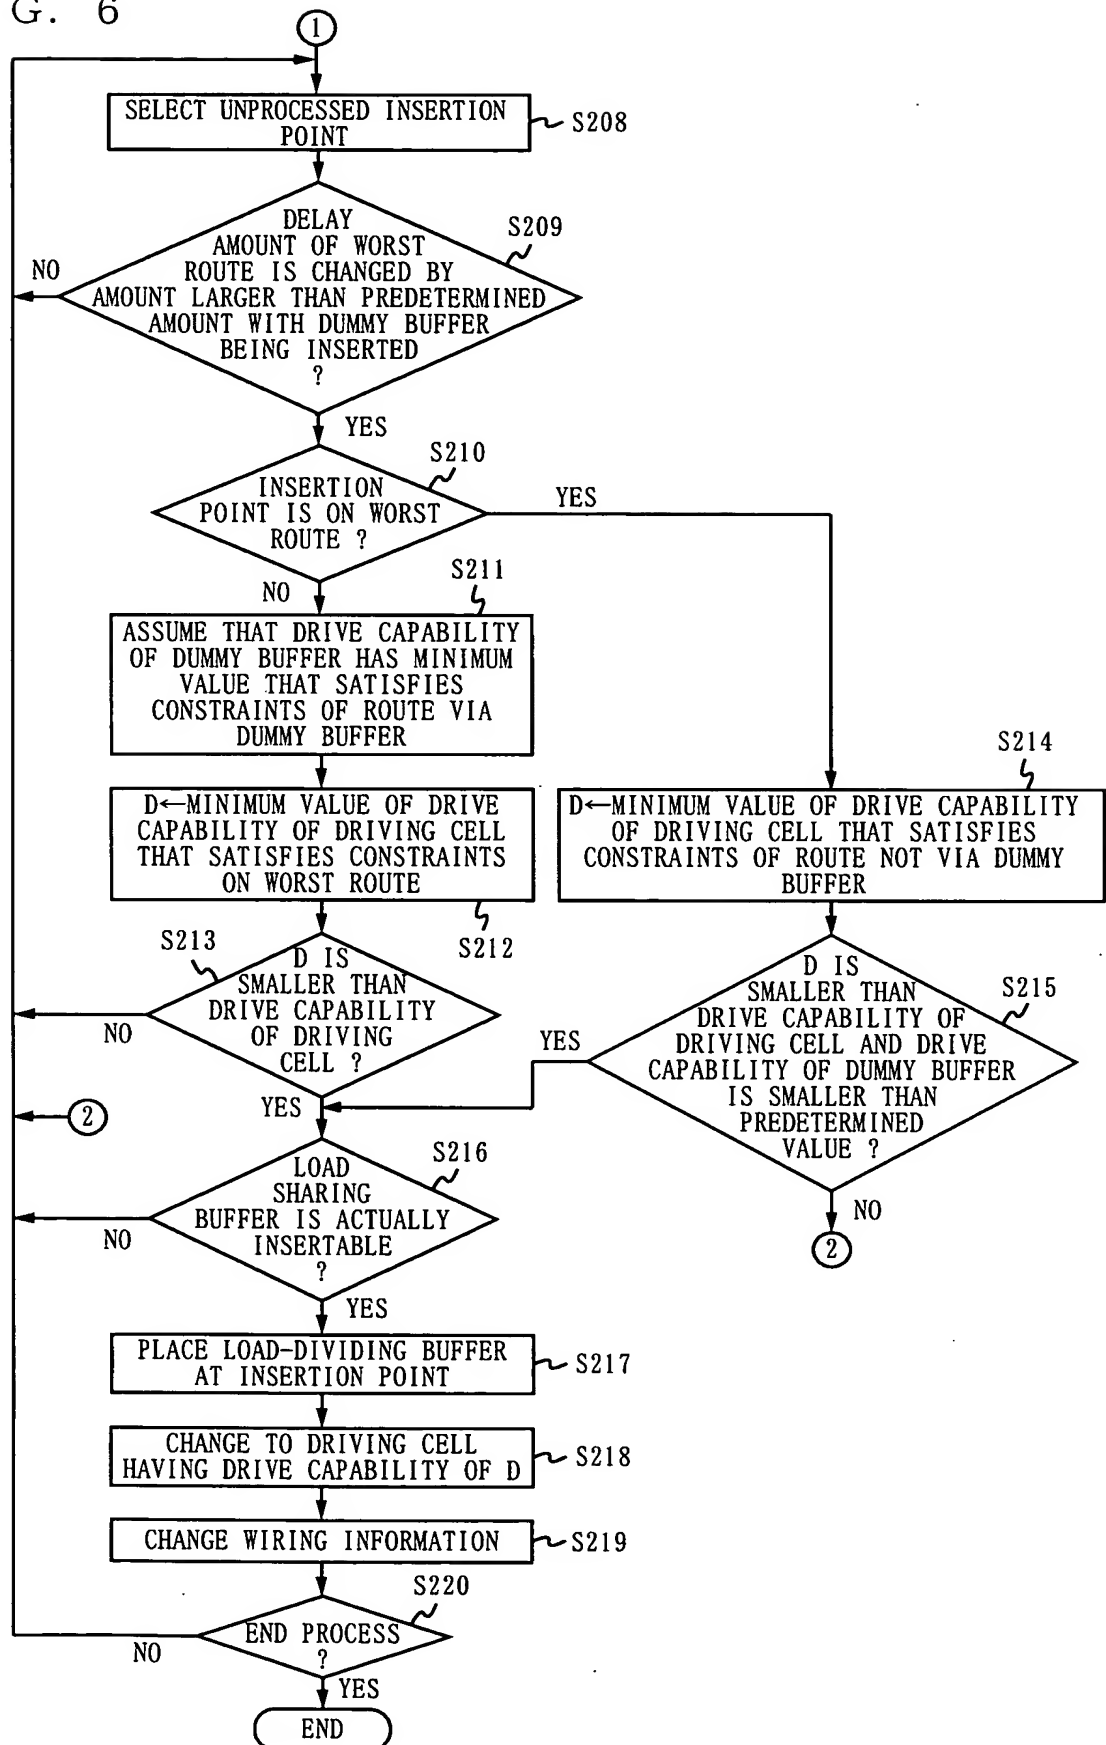 G. 6
1
SELECT UNPROCESSED INSERTION
POINT
S208
DELAY
AMOUNT OF WORST
ROUTE IS CHANGED BY
AMOUNT LARGER THAN PREDETERMINED
AMOUNT WITH DUMMY BUFFER
BEING INSERTED
?
S209
NO
YES
INSERTION
POINT IS ON WORST
ROUTE ?
S210
YES
NO
S211
ASSUME THAT DRIVE CAPABILITY
OF DUMMY BUFFER HAS MINIMUM
VALUE THAT SATISFIES
CONSTRAINTS OF ROUTE VIA
DUMMY BUFFER
D←MINIMUM VALUE OF DRIVE
CAPABILITY OF DRIVING CELL
THAT SATISFIES CONSTRAINTS
ON WORST ROUTE
S212
S214
D←MINIMUM VALUE OF DRIVE CAPABILITY
OF DRIVING CELL THAT SATISFIES
CONSTRAINTS OF ROUTE NOT VIA DUMMY
BUFFER
S213
D IS
SMALLER THAN
DRIVE CAPABILITY
OF DRIVING
CELL ?
NO
YES
S215
D IS
SMALLER THAN
DRIVE CAPABILITY OF
DRIVING CELL AND DRIVE
CAPABILITY OF DUMMY BUFFER
IS SMALLER THAN
PREDETERMINED
VALUE ?
YES
NO
2
2
S216
LOAD
SHARING
BUFFER IS ACTUALLY
INSERTABLE
?
NO
YES
PLACE LOAD-DIVIDING BUFFER
AT INSERTION POINT
S217
CHANGE TO DRIVING CELL
HAVING DRIVE CAPABILITY OF D
S218
CHANGE WIRING INFORMATION
S219
S220
END PROCESS
?
NO
YES
END